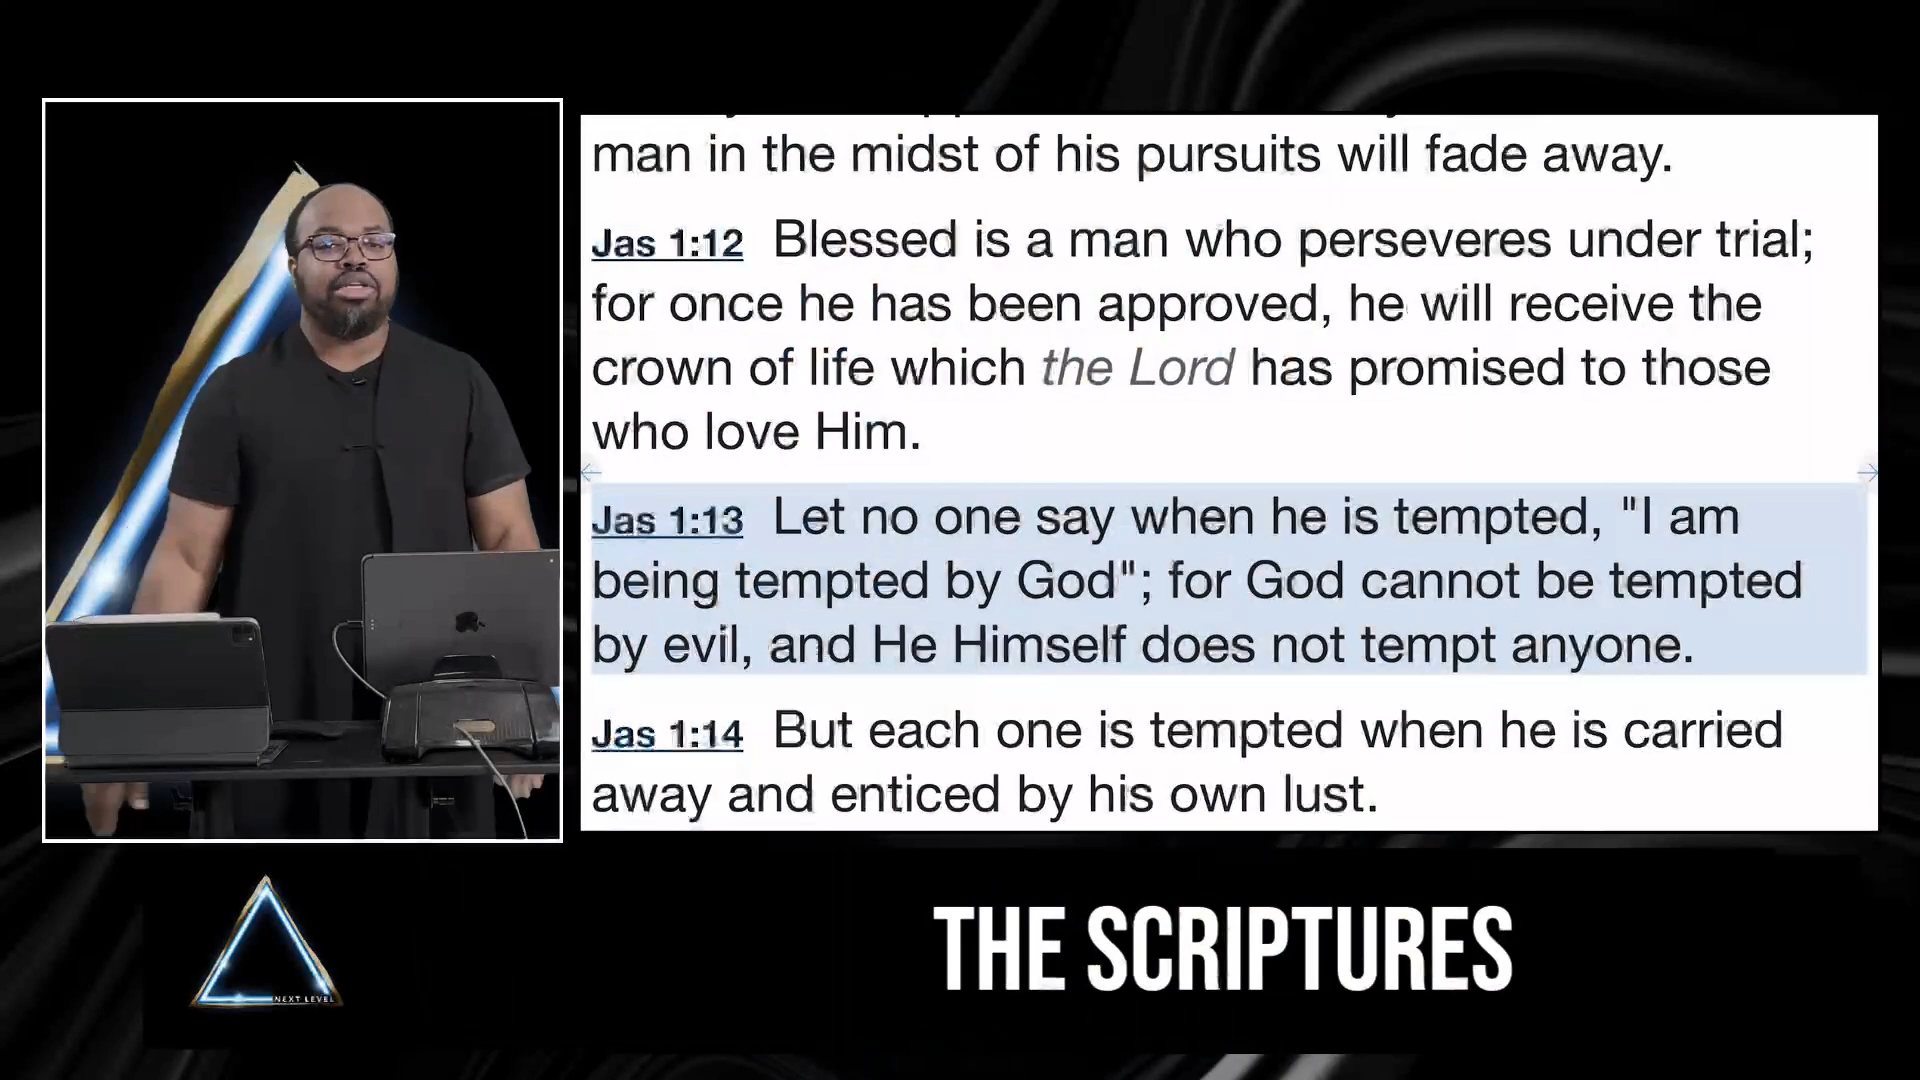 man in the midst of his pursuits will fade away.
Jas 1:12 Blessed is a man who perseveres under trial;
for once he has been approved, he will receive the
crown of life which the Lord has promised to those
who love Him.
Jas 1:13 Let no one say when he is tempted, "I am
being tempted by God"; for God cannot be tempted
by evil, and He Himself does not tempt anyone.
Jas 1:14 But each one is tempted when he is carried
away and enticed by his own lust.
NEXT LEVEL
THE SCRIPTURES